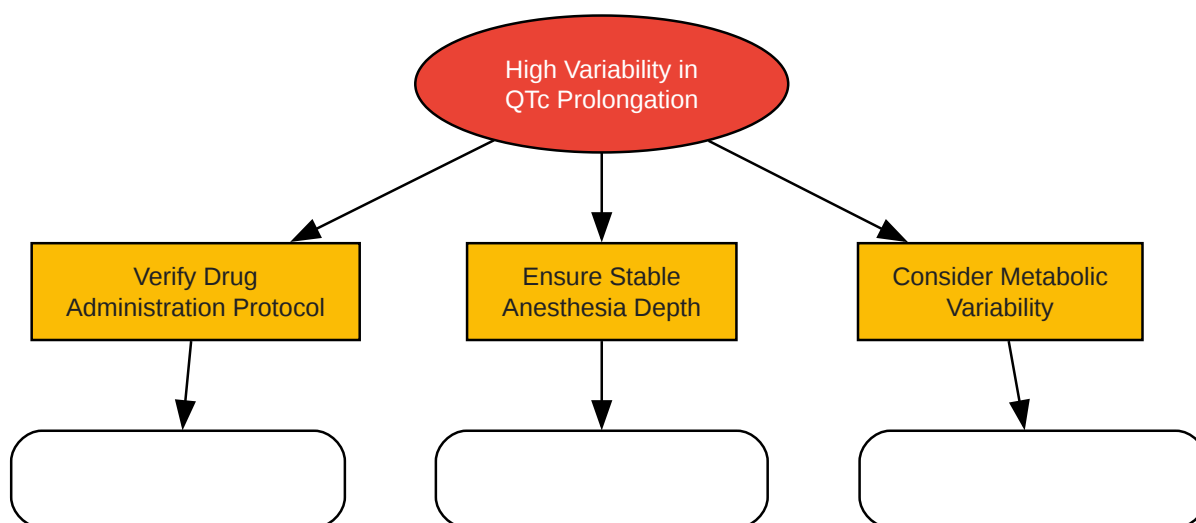 High Variability in
QTc Prolongation
Verify Drug
Administration Protocol
Ensure Stable
Anesthesia Depth
Consider Metabolic
Variability